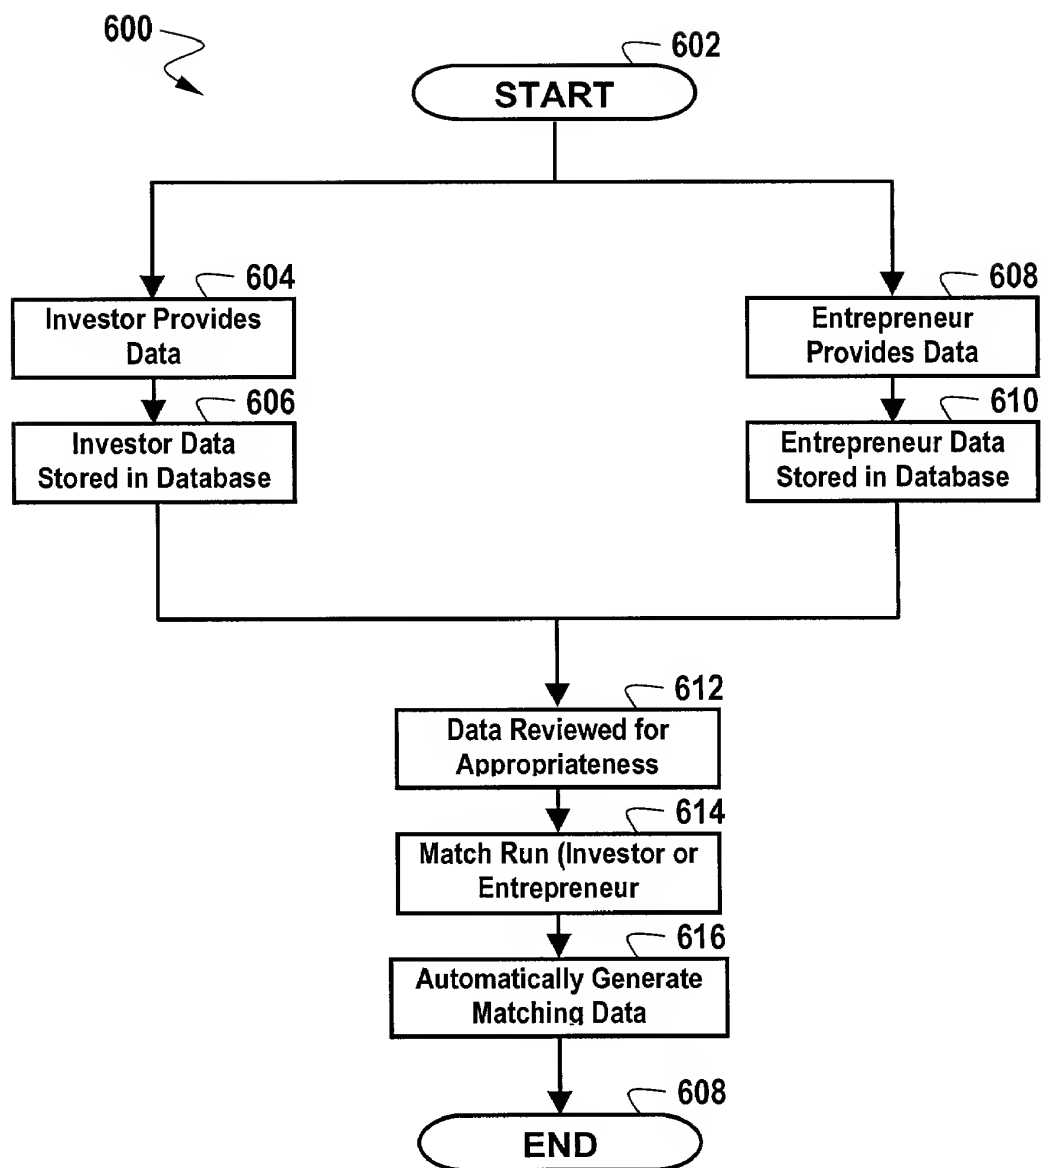 600
602
START
604
Investor Provides
Data
608
Entrepreneur
Provides Data
606
Investor Data
Stored in Database
610
Entrepreneur Data
Stored in Database
612
Data Reviewed for
Appropriateness
614
Match Run (Investor or
Entrepreneur
616
Automatically Generate
Matching Data
608
END